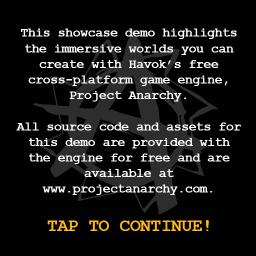 This showcase demo highlights
the immersive worlds you can
create with Havok's free
cross-platform game engine,
Project Anarchy.
All source code and assets for
this demo are provided with
the engine for free and are
available at
www.projectanarchy.com.
TAP TO CONTINUE!